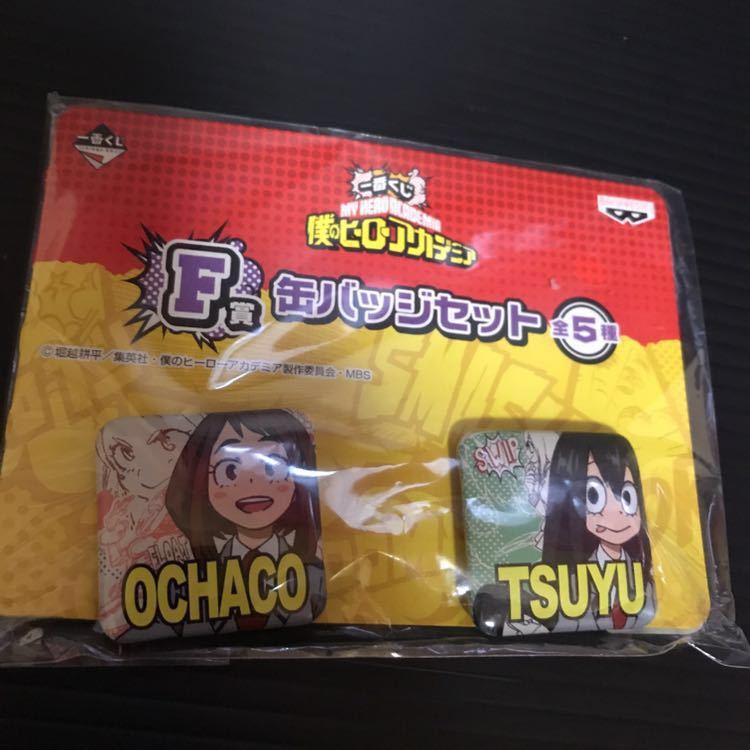 一番くじ
一番くじ
MY HERO ACADEMIA
僕のヒーローアカデミア
F賞 缶バッジセット 全5種
©堀越耕平／集英社・僕のヒーローアカデミア製作委員会・MBS
SMASH
SWIP
FLOAT
OCHACO
TSUYU